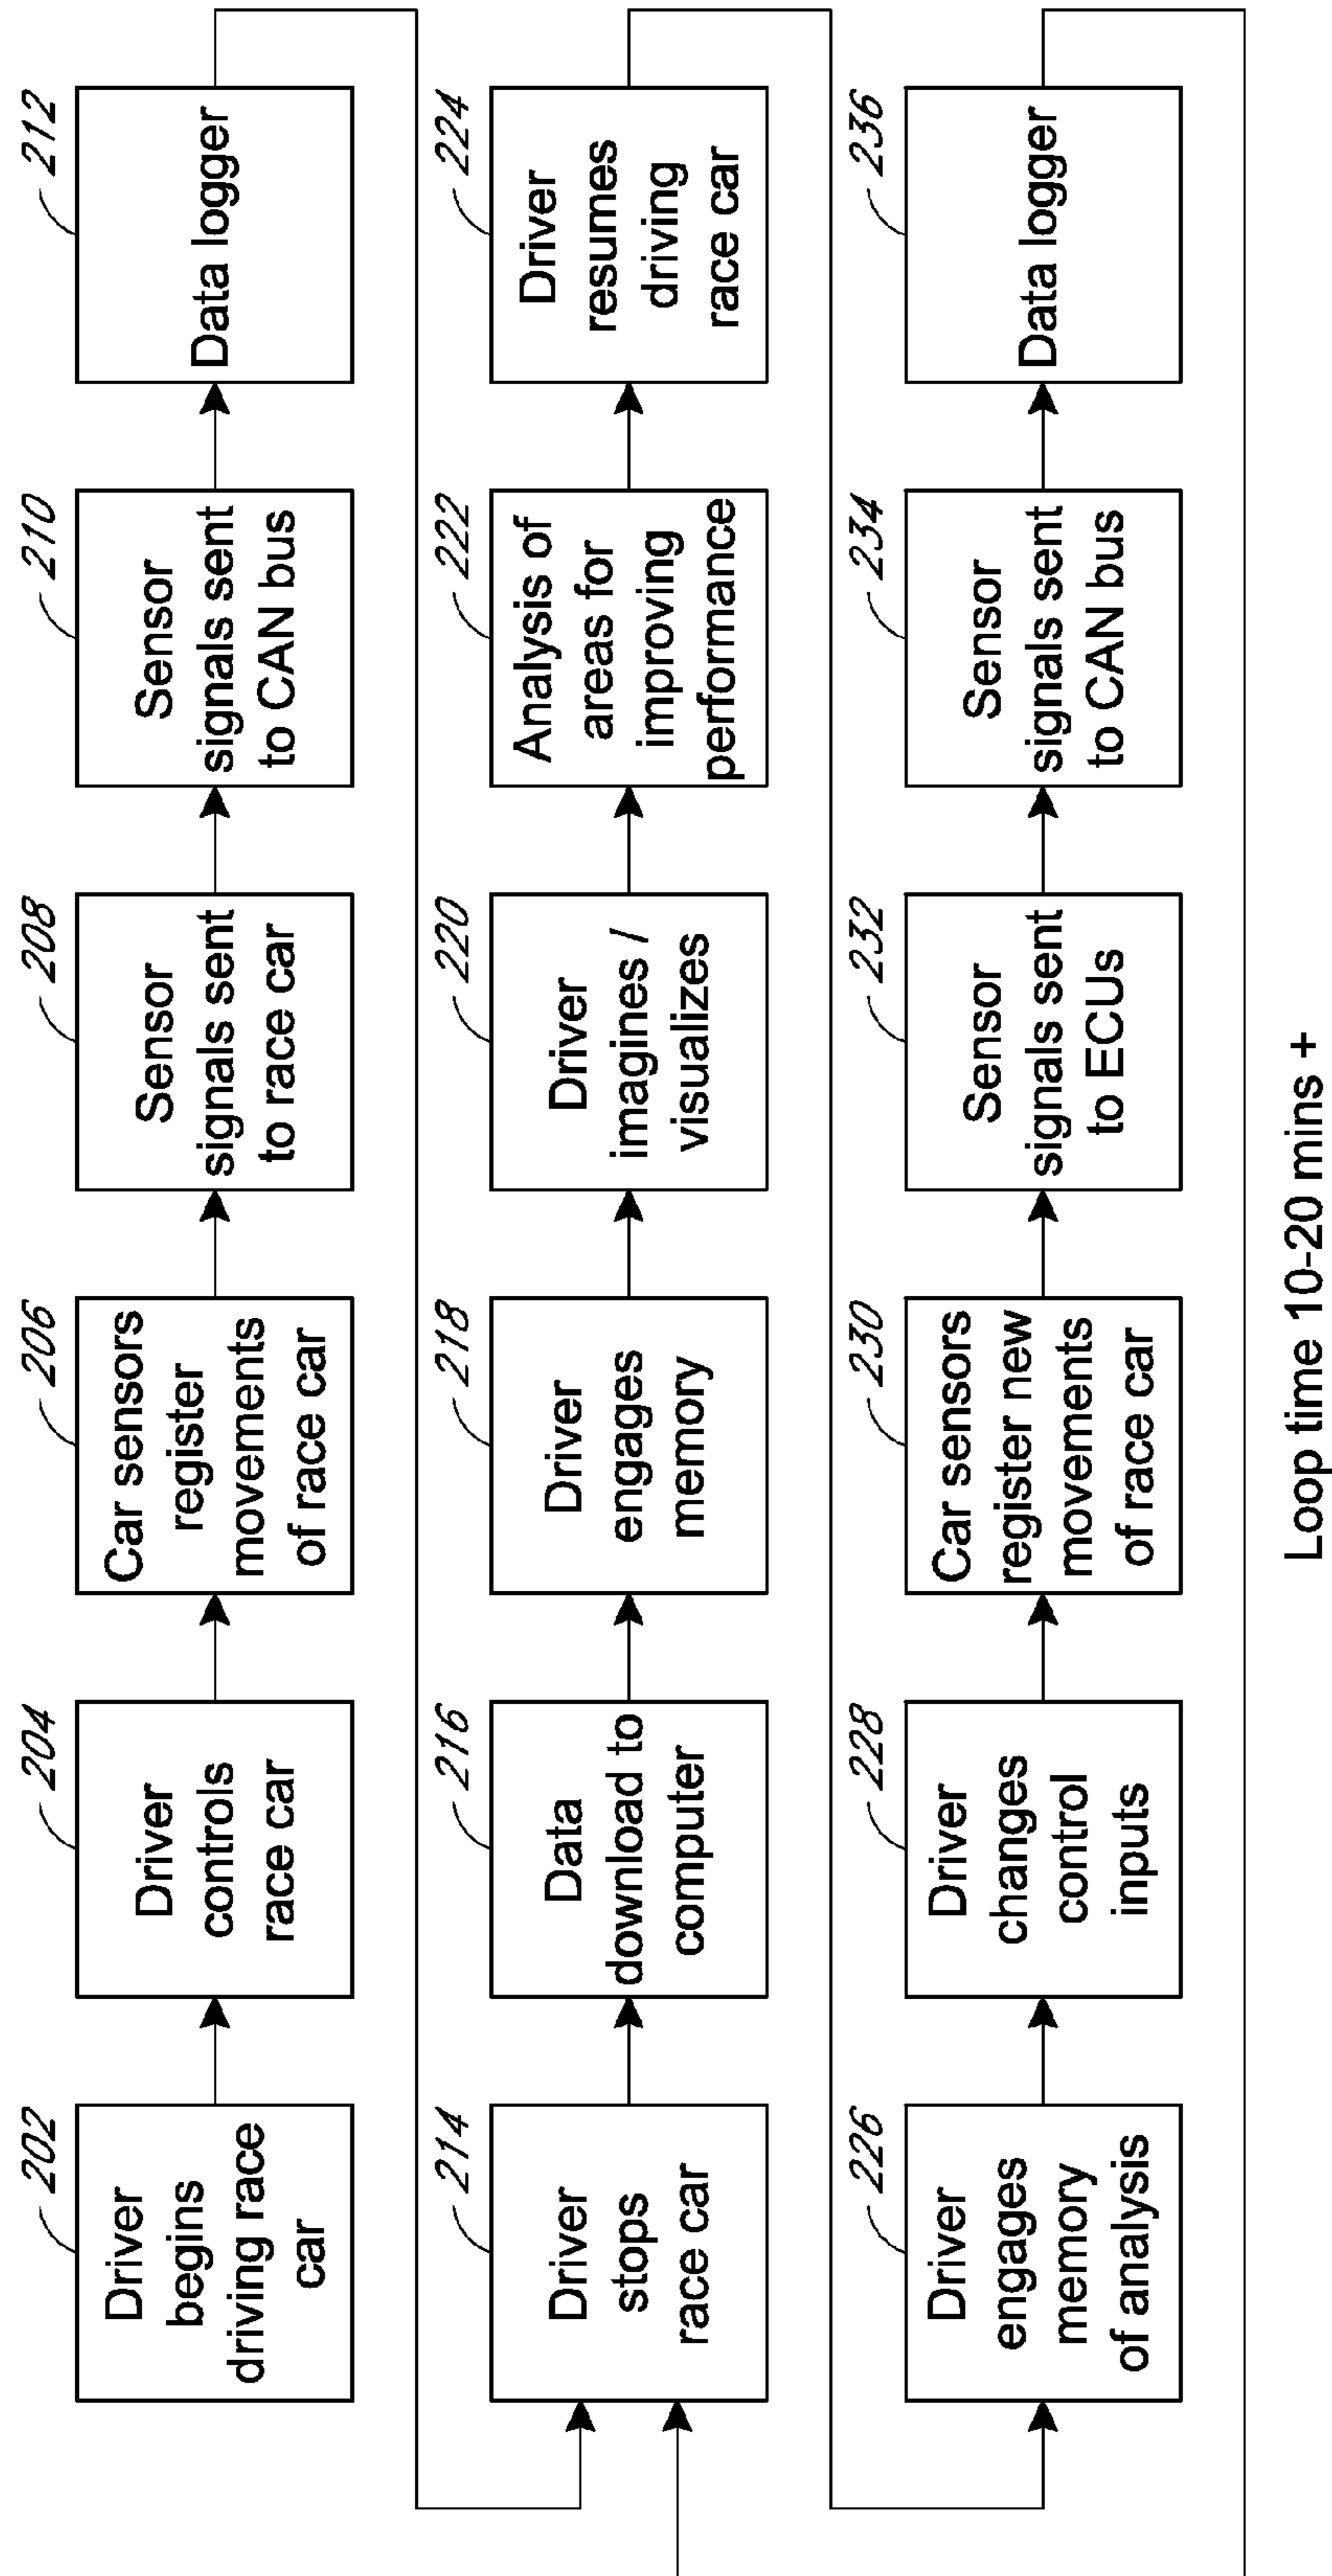 202
Driver
begins
driving race
car
204
Driver
controls
race car
206
Car sensors
register
movements
of race car
208
Sensor
signals sent
to race car
210
Sensor
signals sent
to CAN bus
212
Data logger
214
Driver
stops
race car
216
Data
download to
computer
218
Driver
engages
memory
220
Driver
imagines /
visualizes
222
Analysis of
areas for
improving
performance
224
Driver
resumes
driving
race car
226
Driver
engages
memory
of analysis
228
Driver
changes
control
inputs
230
Car sensors
register new
movements
of race car
232
Sensor
signals sent
to ECUs
234
Sensor
signals sent
to CAN bus
236
Data logger
Loop time 10-20 mins +